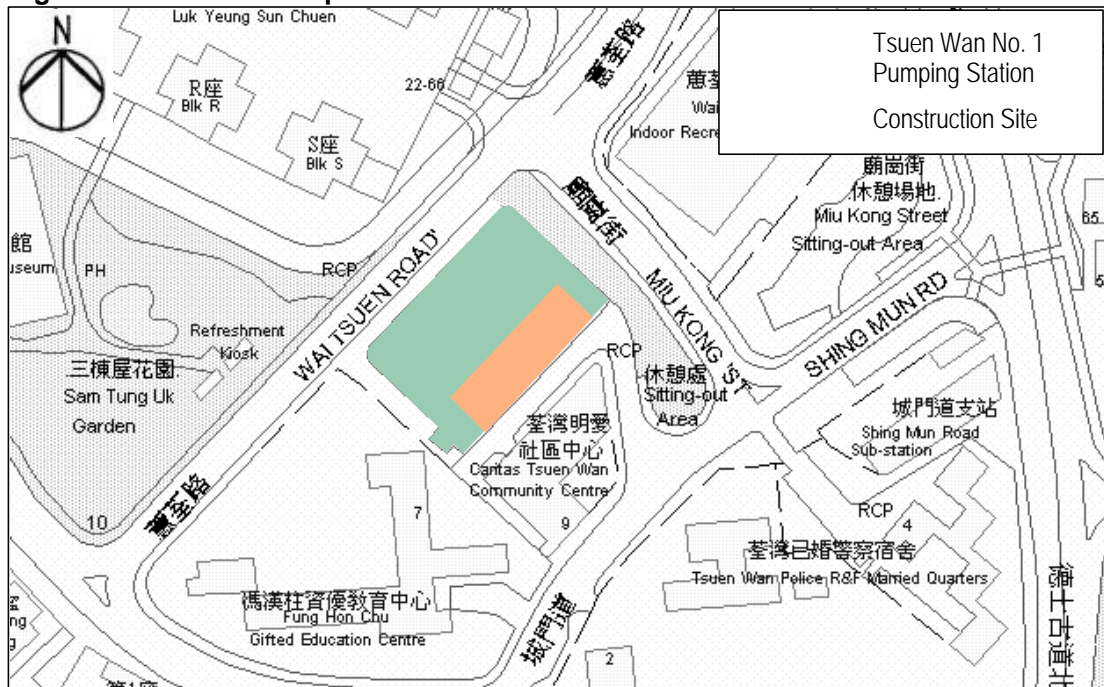 Luk Yeung Sun Chuen
N
R座
Blk R
S座
Blk S
22-66
蕙荃路
Tsuen Wan No. 1
Pumping Station
Construction Site
Wai
Indoor Recre
廟崗街
休憩場地
Miu Kong Street
Sitting-out Area
65
5
廟崗街
MIU KONG ST
SHING MUN RD
館
useum
PH
RCP
WAI TSUEN ROAD
Refreshment
Kiosk
三棟屋花園
Sam Tung Uk
Garden
RCP
休憩處
Sitting-out
Area
荃灣明愛
社區中心
Caritas Tsuen Wan
Community Centre
9
城門道支站
Shing Mun Road
Sub-station
10
蕙荃路
7
RCP
4
荃灣已婚警察宿舍
Tsuen Wan Police R&F Married Quarters
馮漢柱資優教育中心
Fung Hon Chu
Gifted Education Centre
城門道
德士古道北
2